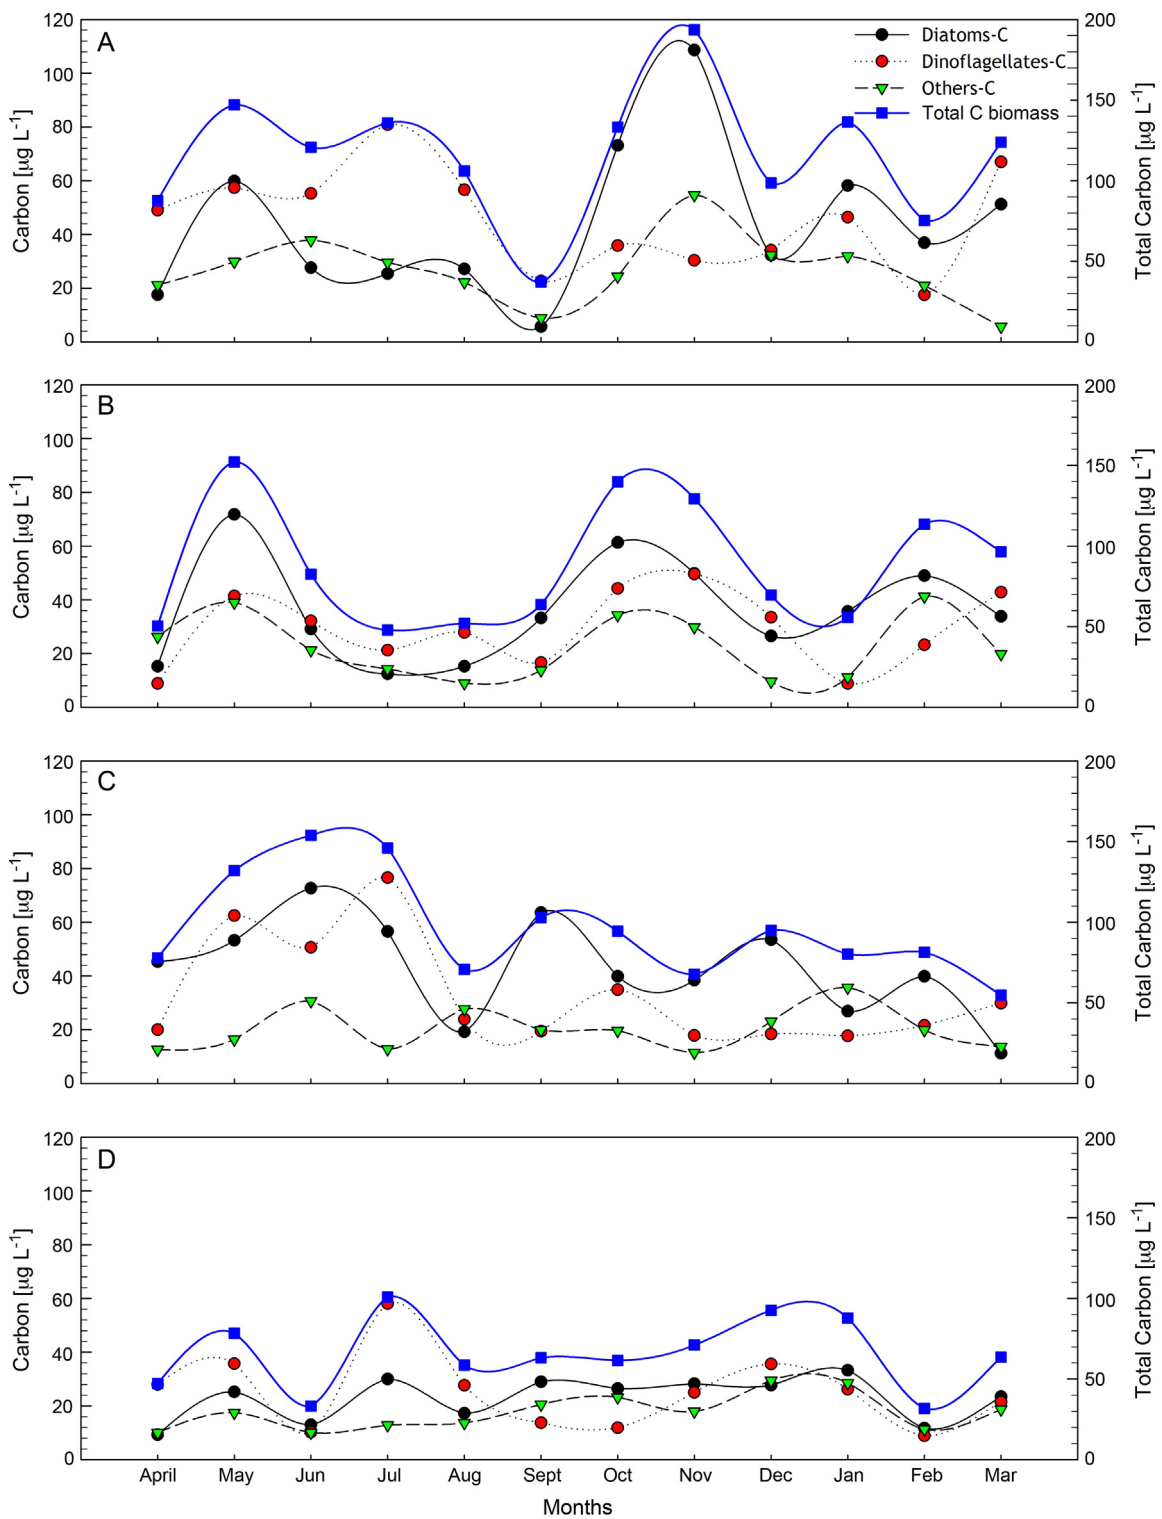 A
Diatoms-C
Dinoflagellates-C
Others-C
Total C biomass
120
100
80
60
40
20
0
Carbon [µg L-1]
200
150
100
50
0
Total Carbon [µg L-1]
B
120
100
80
60
40
20
0
Carbon [µg L-1]
200
150
100
50
0
Total Carbon [µg L-1]
C
120
100
80
60
40
20
0
Carbon [µg L-1]
200
150
100
50
0
Total Carbon [µg L-1]
D
120
100
80
60
40
20
0
Carbon [µg L-1]
200
150
100
50
0
Total Carbon [µg L-1]
April May Jun Jul Aug Sept Oct Nov Dec Jan Feb Mar
Months